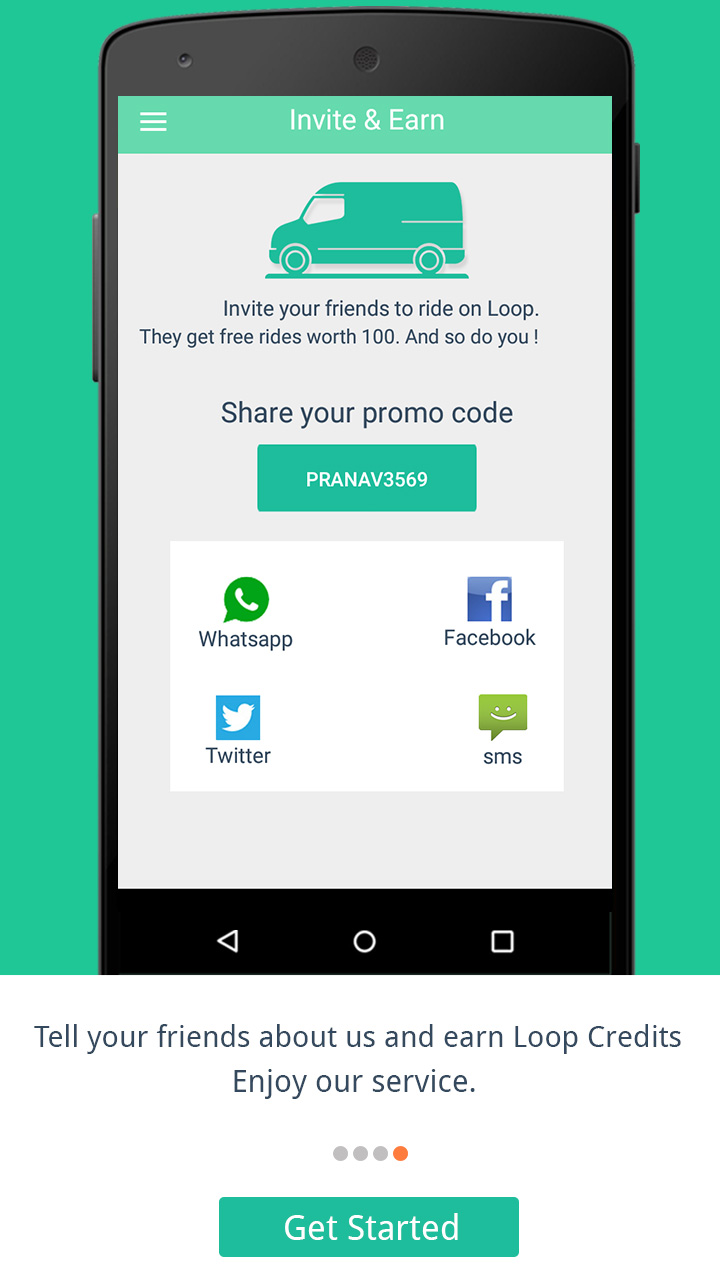 Invite & Earn
Invite your friends to ride on Loop.
They get free rides worth 100. And so do you !
Share your promo code
PRANAV3569
Whatsapp
Facebook
Twitter
sms
Tell your friends about us and earn Loop Credits
Enjoy our service.
Get Started